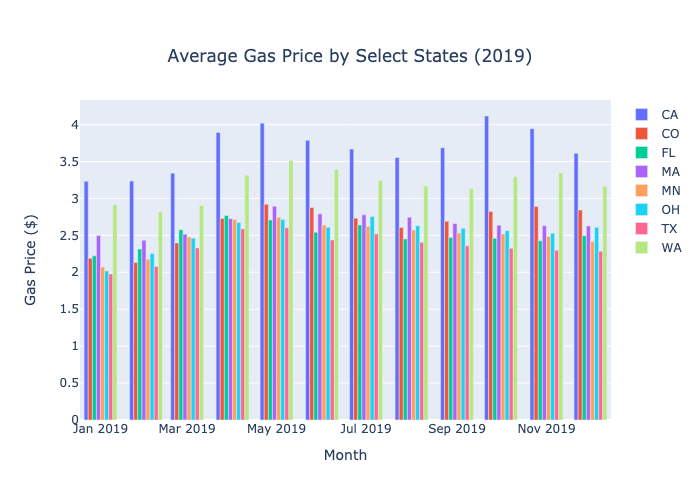 Average Gas Price by Select States (2019)
4
3.5
3
2.5
2
1.5
1
0.5
0
Gas Price ($)
Jan 2019
Mar 2019
May 2019
Jul 2019
Sep 2019
Nov 2019
Month
CA
CO
FL
MA
MN
OH
TX
WA